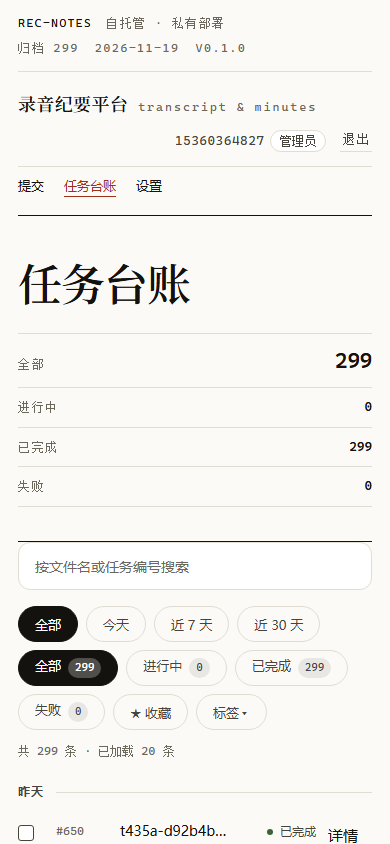 REC-NOTES 自托管 · 私有部署
归档 299 2026-11-19 V0.1.0
录音纪要平台 transcript & minutes
15360364827 管理员 退出
提交 任务台账 设置
任务台账
全部 299
进行中 0
已完成 299
失败 0
按文件名或任务编号搜索
全部 今天 近 7 天 近 30 天
全部 299 进行中 0 已完成 299
失败 0 ★ 收藏 标签 ▾
共 299 条 · 已加载 20 条
昨天
#650 t435a-d92b4b... 已完成 详情